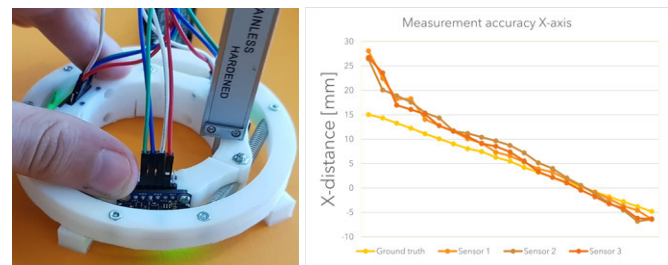 STAINLESS
HARDENED
Measurement accuracy X-axis
X-distance [mm]
30
25
20
15
10
5
0
-5
-10
Ground truth
Sensor 1
Sensor 2
Sensor 3